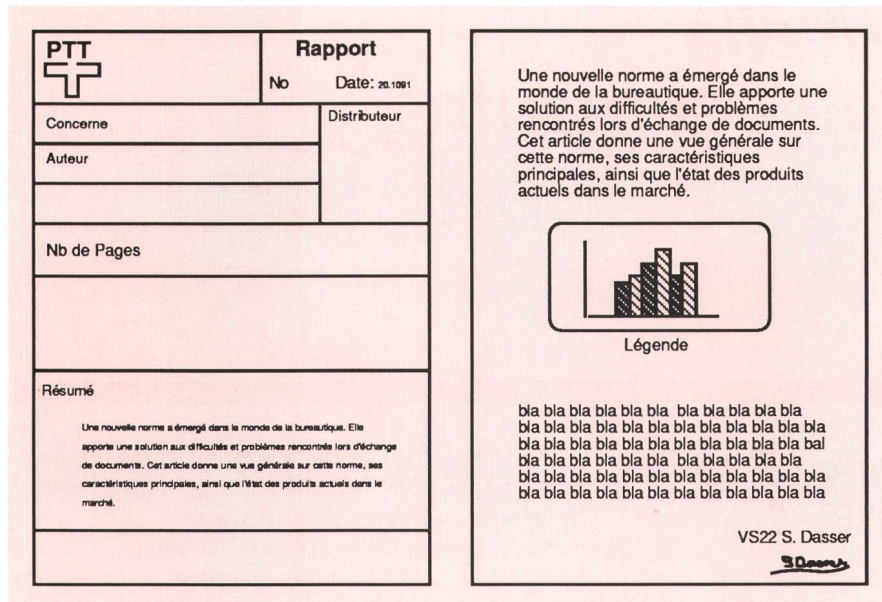 PTT
Rapport
No Date: 20.1091
Concerne
Distributeur
Auteur
Nb de Pages
Résumé
Une nouvelle norme a émergé dans le monde de la bureautique. Elle
apporte une solution aux difficultés et problèmes rencontrés lors d'échange
de documents. Cet article donne une vue générale sur cette norme, ses
caractéristiques principales, ainsi que l'état des produits actuels dans le
marché.
Une nouvelle norme a émergé dans le
monde de la bureautique. Elle apporte une
solution aux difficultés et problèmes
rencontrés lors d'échange de documents.
Cet article donne une vue générale sur
cette norme, ses caractéristiques
principales, ainsi que l'état des produits
actuels dans le marché.
Légende
bla bla bla bla bla bla bla bla bla bla bla
bla bla bla bla bla bla bla bla bla bla bla bla
bla bla bla bla bla bla bla bla bla bla bla bal
bla bla bla bla bla bla bla bla bla bla bla
bla bla bla bla bla bla bla bla bla bla bla bla
bla bla bla bla bla bla bla bla bla bla bla bla
VS22 S. Dasser
S Dasser